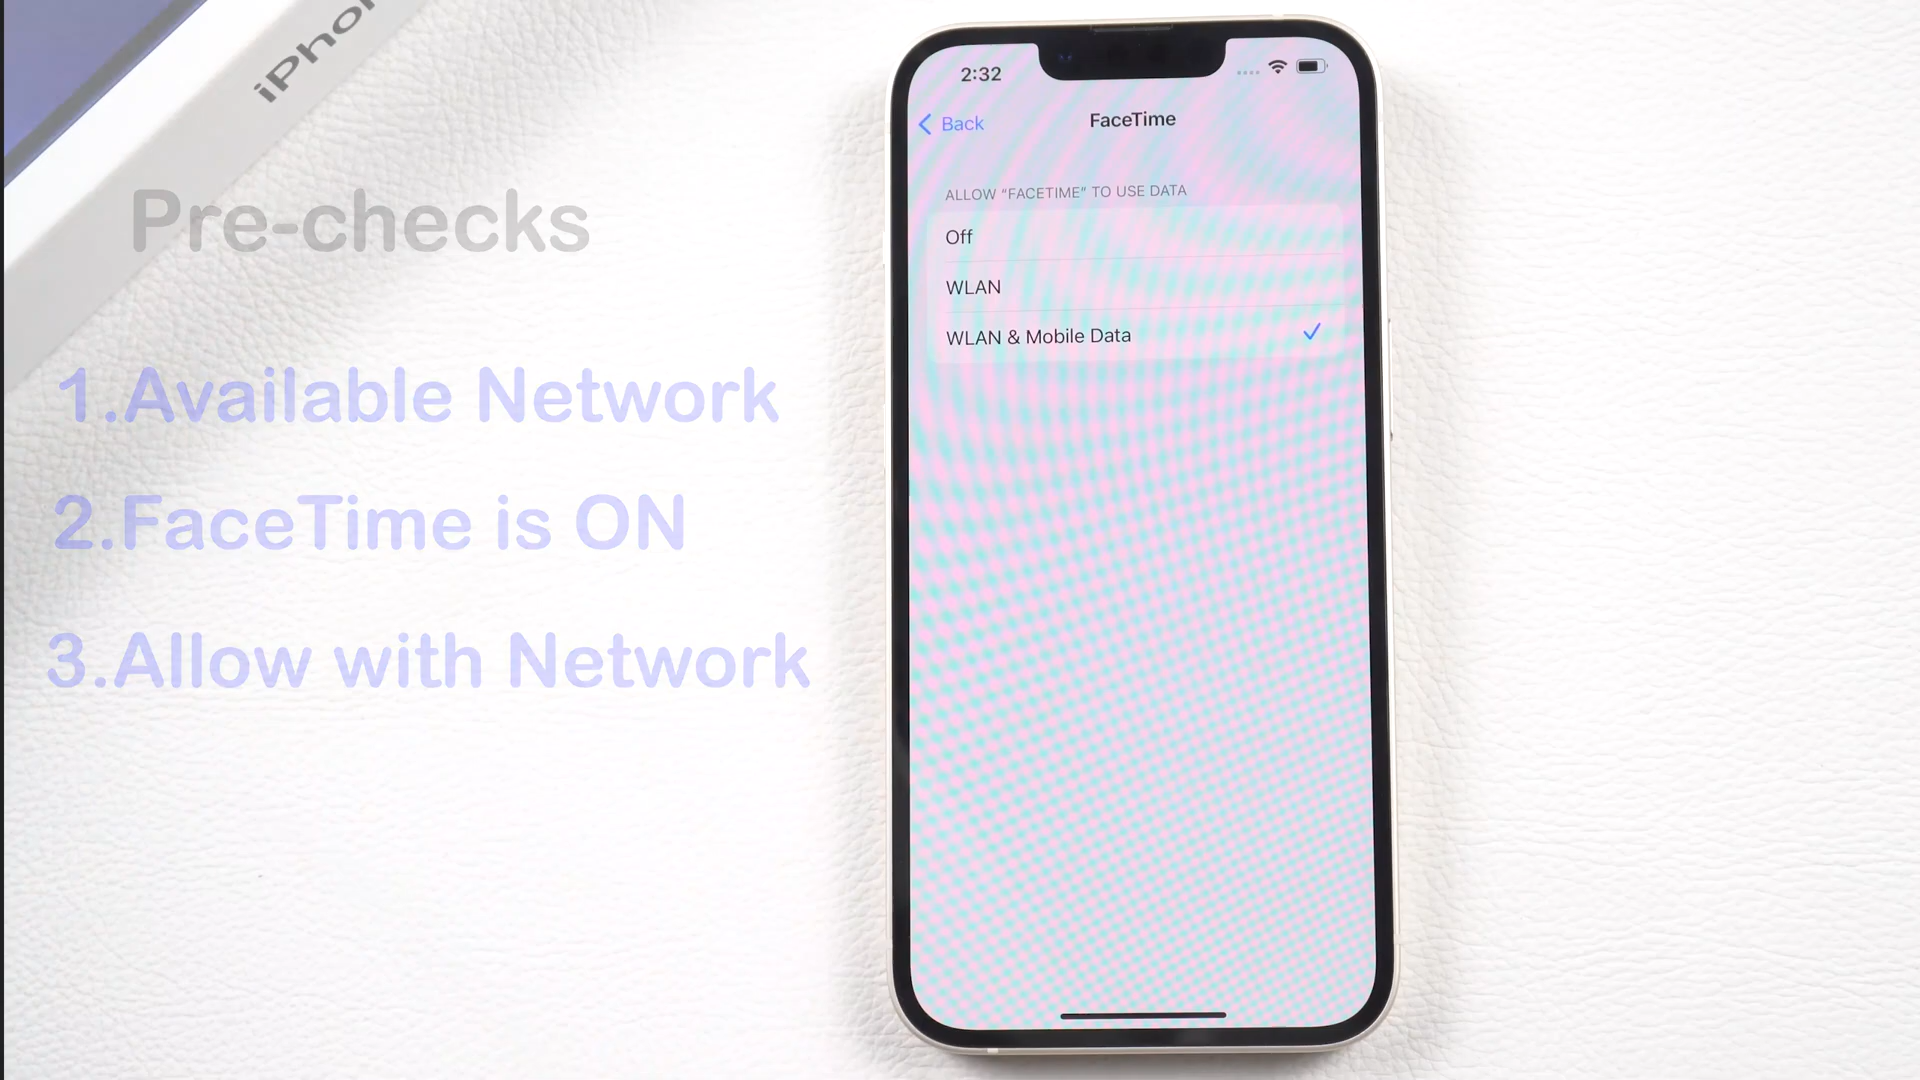 iPho
Pre-checks
1.Available Network
2.FaceTime is ON
3.Allow with Network
2:32
Back
FaceTime
ALLOW “FACETIME” TO USE DATA
Off
WLAN
WLAN & Mobile Data